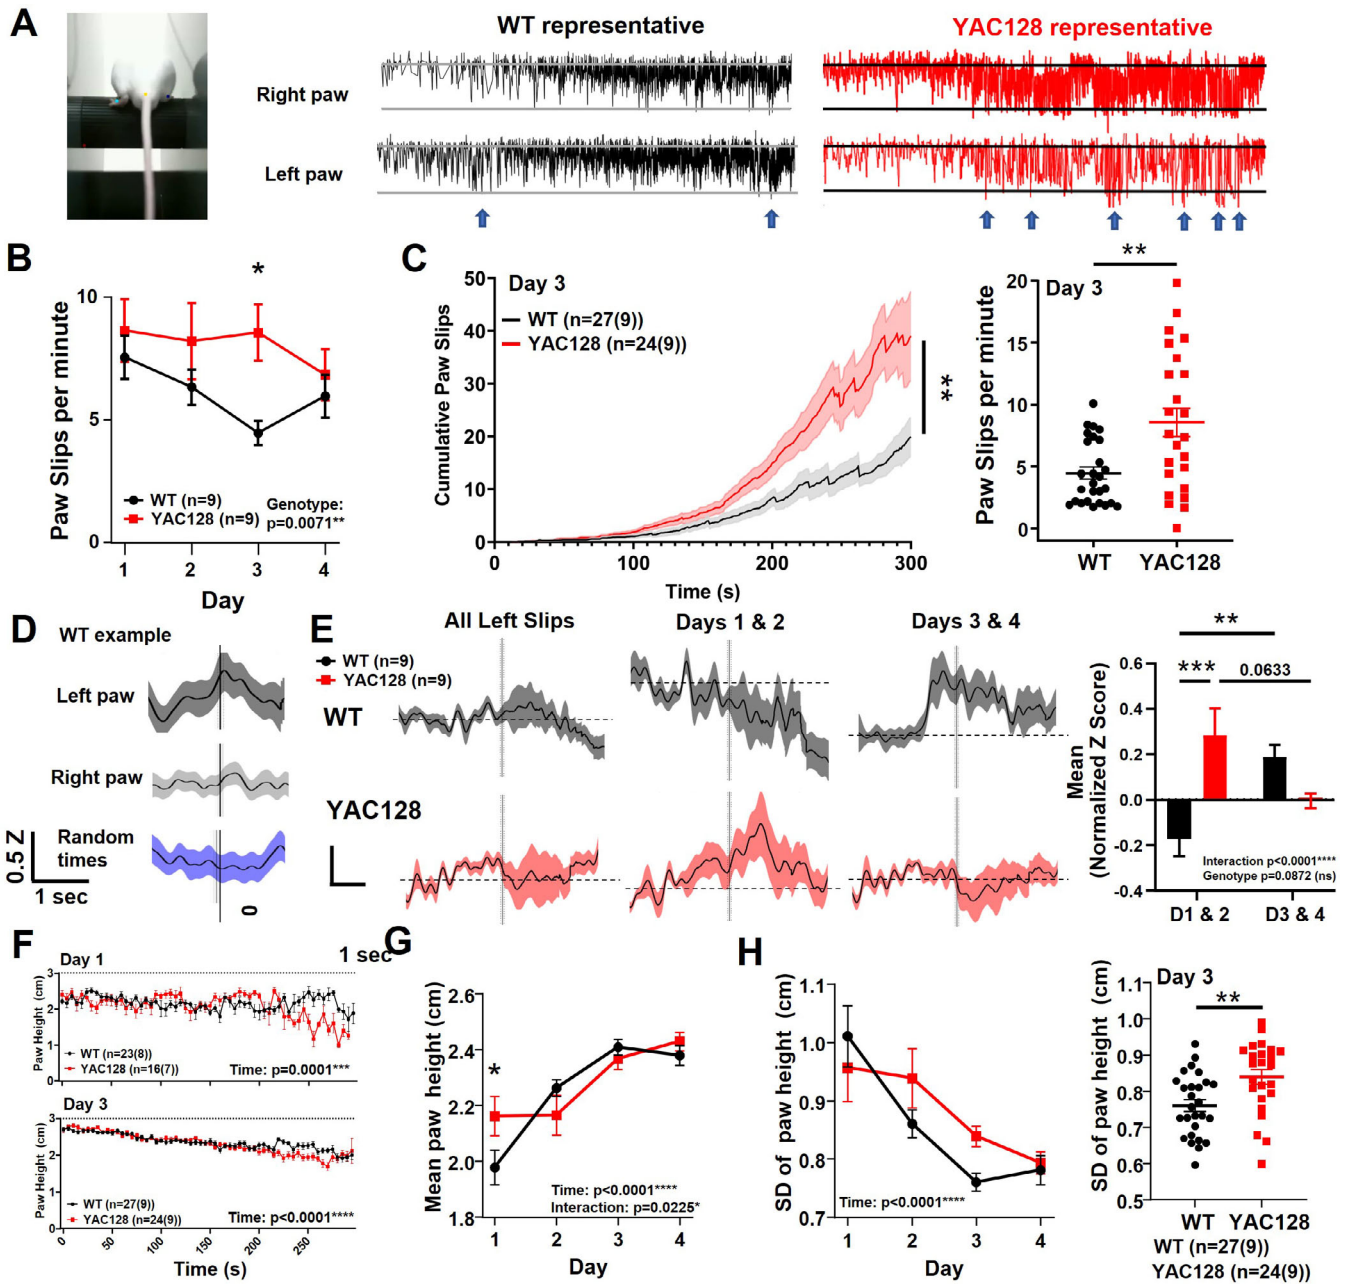 A
WT representative
YAC128 representative
Right paw
Left paw
B
*
Paw Slips per minute
10
5
0
WT (n=9)
YAC128 (n=9)
Genotype:
p=0.0071**
1 2 3 4
Day
C
Day 3
WT (n=27(9))
YAC128 (n=24(9))
Cumulative Paw Slips
50
40
30
20
10
0
0 100 200 300
Time (s)
**
**
Day 3
Paw Slips per minute
20
15
10
5
0
WT YAC128
D
WT example
Left paw
Right paw
Random
times
0.5 Z
1 sec
0
E
All Left Slips
Days 1 & 2
Days 3 & 4
WT (n=9)
YAC128 (n=9)
WT
YAC128
1 sec
**
***
0.0633
Mean
(Normalized Z Score)
0.6
0.4
0.2
0.0
-0.2
-0.4
Interaction p<0.0001****
Genotype p=0.0872 (ns)
D1 & 2 D3 & 4
F
Day 1
Paw Height (cm)
3
2
1
0
WT (n=23(8))
YAC128 (n=16(7))
Time: p=0.0001***
Day 3
Paw Height (cm)
3
2
1
0
WT (n=27(9))
YAC128 (n=24(9))
Time: p<0.0001****
0 50 100 150 200 250
Time (s)
G
Mean paw height (cm)
2.6
2.4
2.2
2.0
1.8
*
Time: p<0.0001****
Interaction: p=0.0225*
1 2 3 4
Day
H
SD of paw height (cm)
1.1
1.0
0.9
0.8
0.7
Time: p<0.0001****
1 2 3 4
Day
Day 3
**
SD of paw height (cm)
1.1
1.0
0.9
0.8
0.7
0.6
0.5
WT YAC128
WT (n=27(9))
YAC128 (n=24(9))